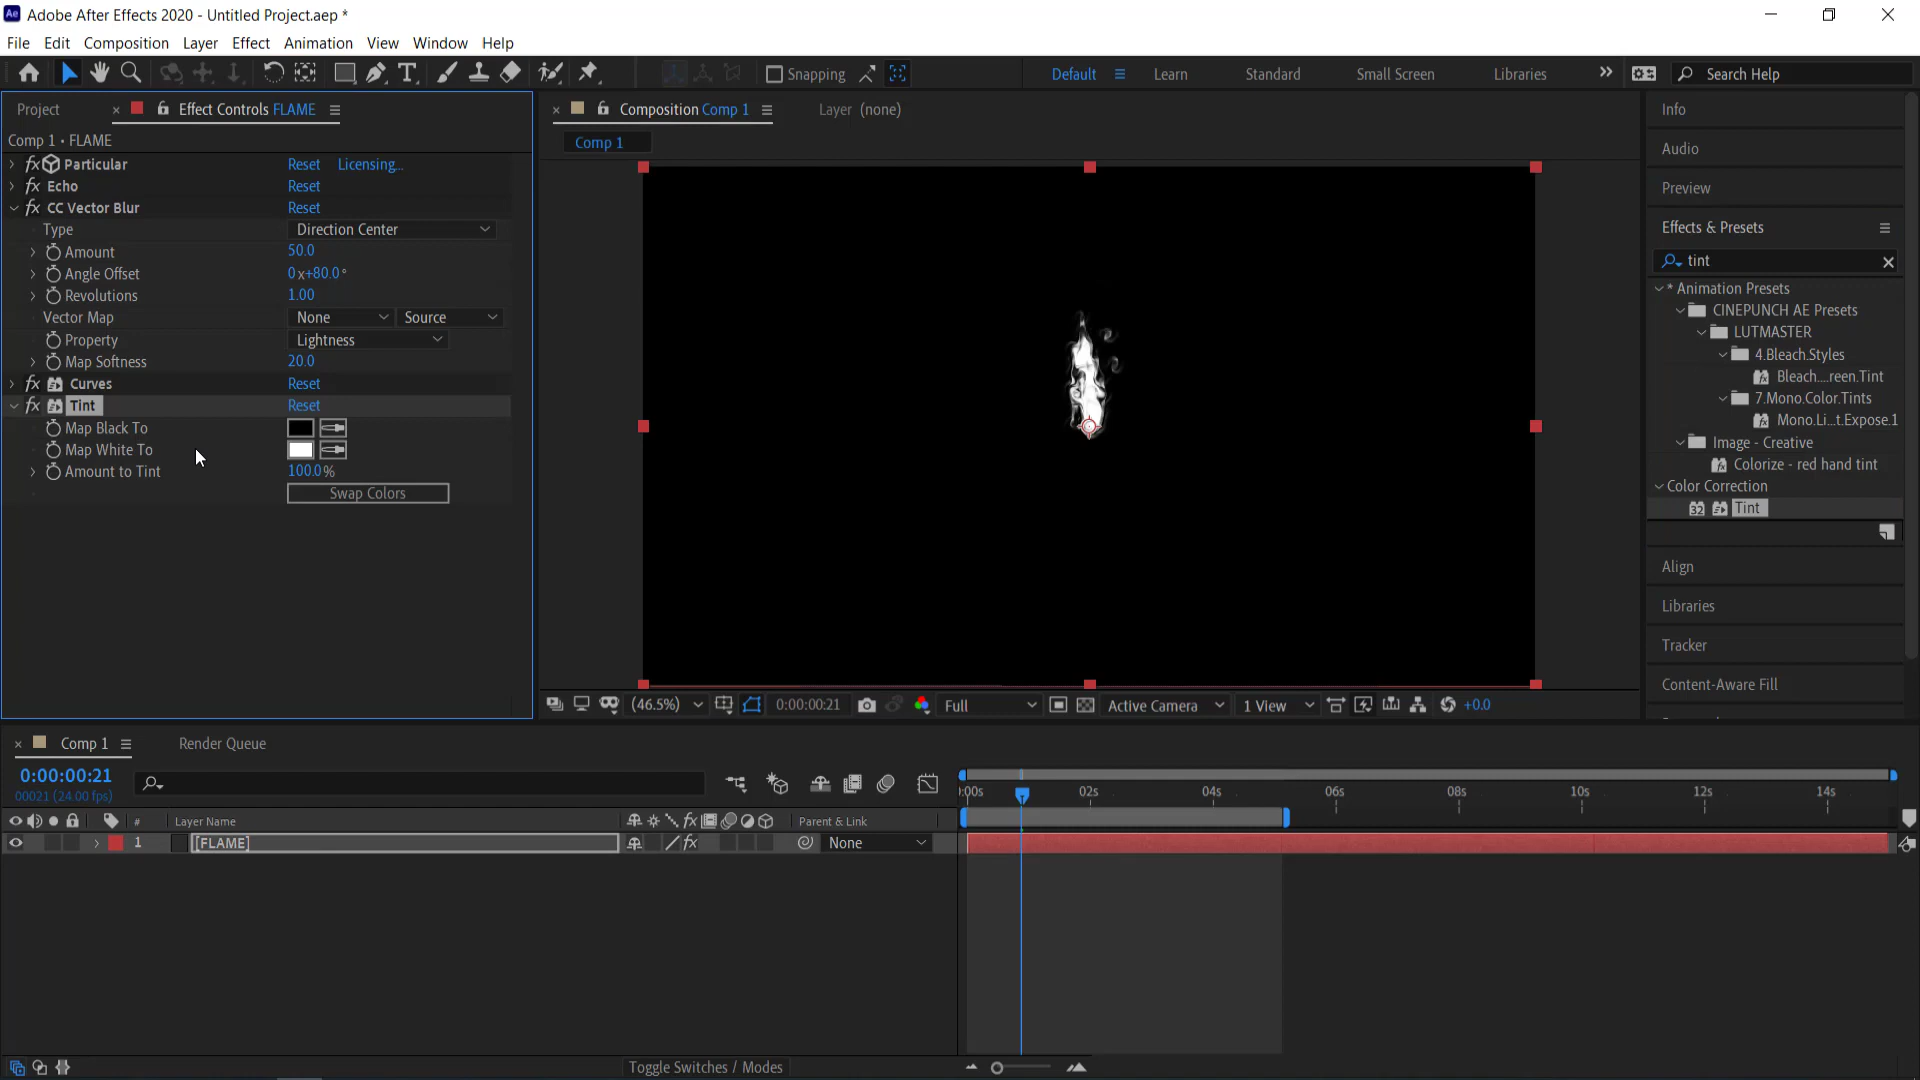 Ae Adobe After Effects 2020 - Untitled Project.aep *
File Edit Composition Layer Effect Animation View Window Help
Snapping Default Learn Standard Small Screen Libraries Search Help
Project Effect Controls FLAME Composition Comp 1 Layer (none) Info
Comp 1 • FLAME Comp 1
fx Particular Reset Licensing... Audio
fx Echo Reset Preview
fx CC Vector Blur Reset Effects & Presets
Type Direction Center
Amount 50.0 tint
Angle Offset 0x+80.0° * Animation Presets
Revolutions 1.00 CINEPUNCH AE Presets
Vector Map None Source LUTMASTER
Property Lightness 4.Bleach.Styles
Map Softness 20.0 Bleach....reen.Tint
fx Curves Reset 7.Mono.Color.Tints
fx Tint Reset Mono.Li...t.Expose.1
Map Black To Image - Creative
Map White To Colorize - red hand tint
Amount to Tint 100.0% Color Correction
Swap Colors 32 Tint
Align
Libraries
Tracker
Content-Aware Fill
(46.5%) 0:00:00:21 Full Active Camera 1 View +0.0
Comp 1 Render Queue
0:00:00:21
00021 (24.00 fps) :00s 02s 04s 06s 08s 10s 12s 14s
# Layer Name fx Parent & Link
1 [FLAME] fx None
Toggle Switches / Modes